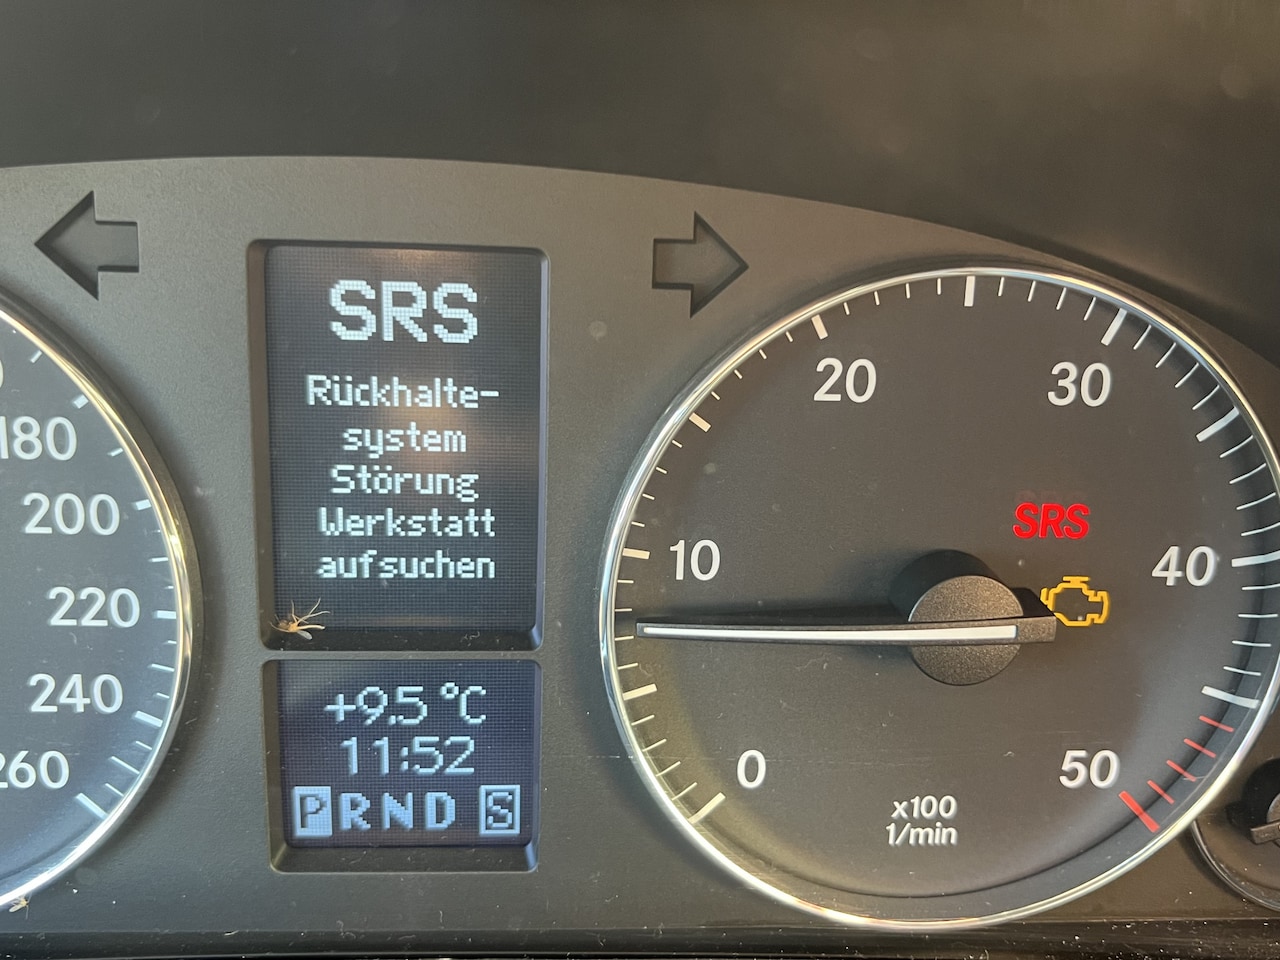 SRS
Rückhalte-
system
Störung
Werkstatt
aufsuchen
+9.5 °C
11:52
P R N D S
180
200
220
240
260
0
10
20
30
40
50
SRS
x100
1/min